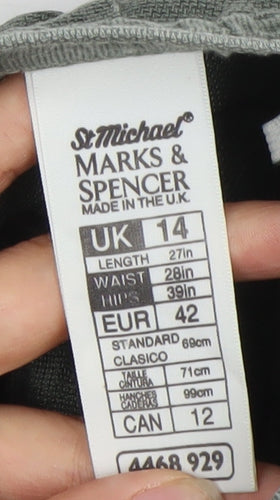 St Michael®
MARKS &
SPENCER
MADE IN THE U.K.
UK 14
LENGTH 27in
WAIST 28in
HIPS 39in
EUR 42
STANDARD 69cm
CLASICO
TAILLE 71cm
CINTURA
HANCHES 99cm
CADERAS
CAN 12
4468 929